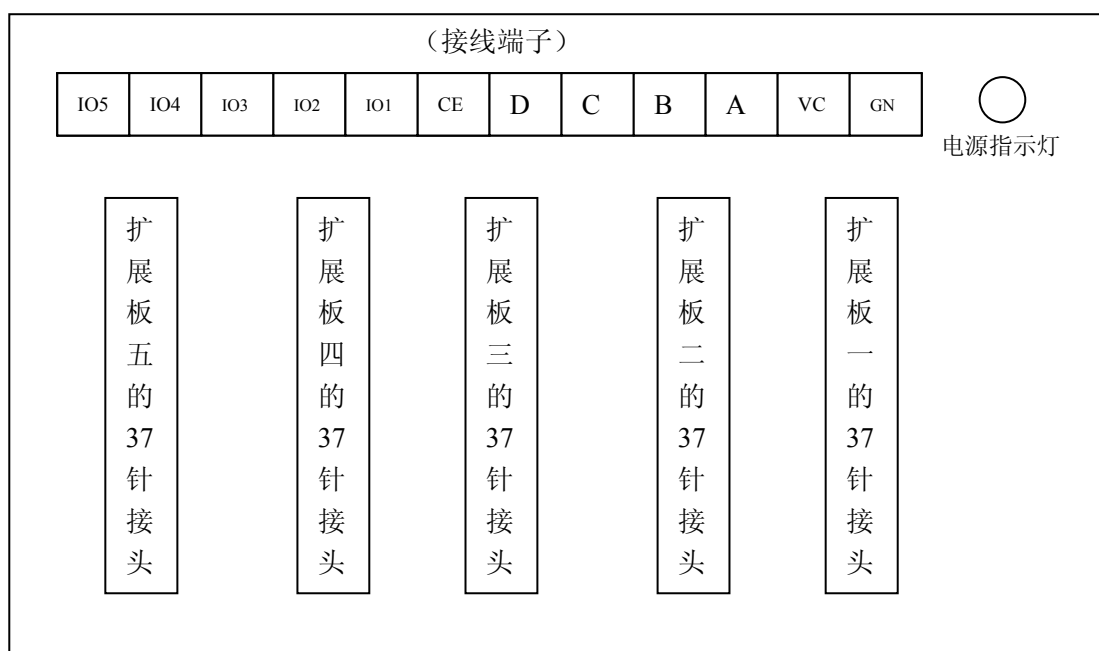 （接线端子）
IO5 IO4 IO3 IO2 IO1 CE D C B A VC GN
电源指示灯
扩展板五的37针接头
扩展板四的37针接头
扩展板三的37针接头
扩展板二的37针接头
扩展板一的37针接头